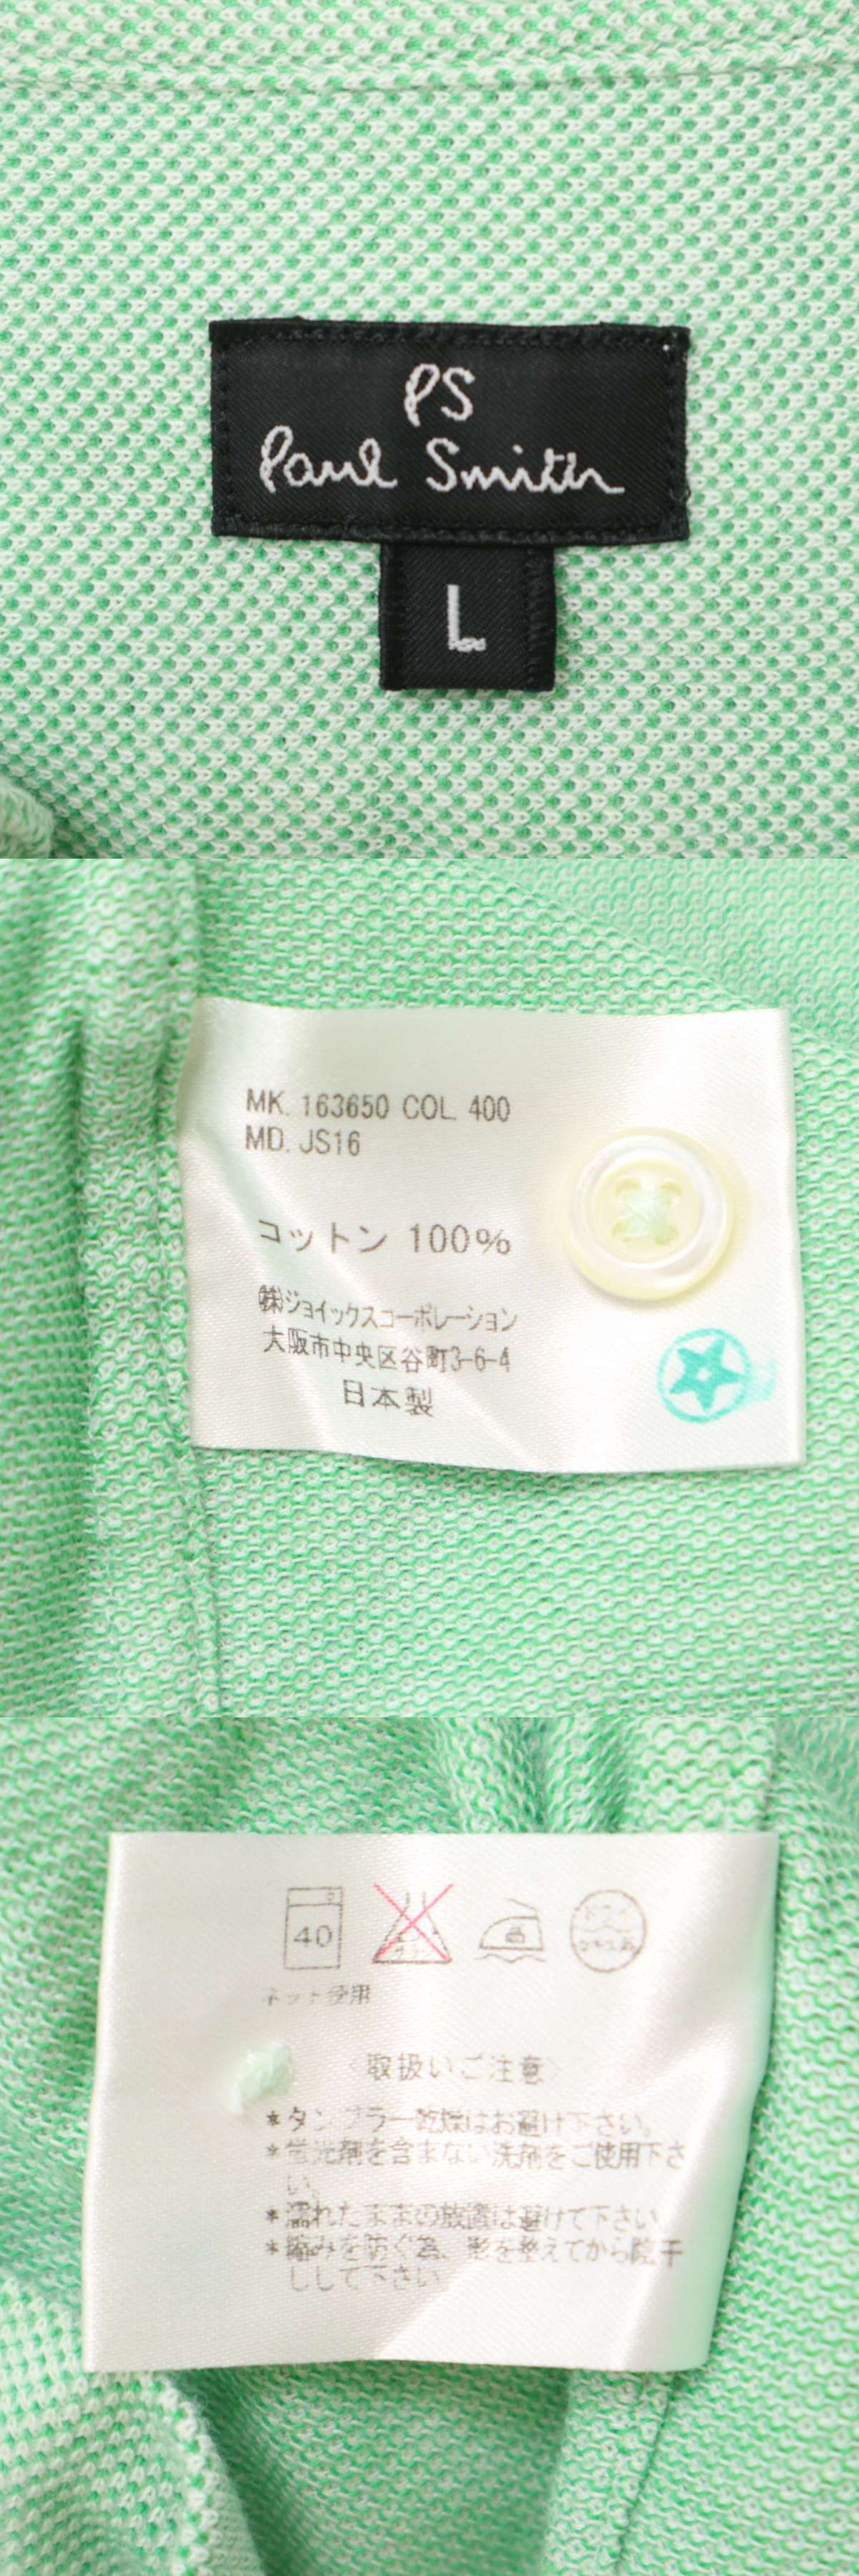 PS
Paul Smith
L
MK. 163650 COL. 400
MD. JS16
コットン 100%
㈱ジョイックスコーポレーション
大阪市中央区谷町3-6-4
日本製
40
ネット使用
〈取扱いご注意〉
*タンブラー乾燥はお避け下さい。
*蛍光剤を含まない洗剤をご使用下さ
い。
*濡れたままの放置は避けて下さい。
*縮みを防ぐ為、形を整えてから陰干
しして下さい。